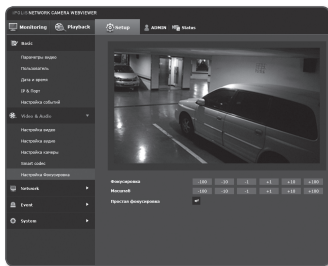 iPOLiS NETWORK CAMERA WEBVIEWER
Monitoring Playback Setup ADMIN Status
Basic
Параметры видео
Пользователь
Дата и время
IP & Порт
Настройка событий
Video & Audio
Настройка видео
Настройка аудио
Настройка камеры
Smart codec
Настройка Фокусировка
Network
Event
System
Фокусировка -100 -10 -1 +1 +10 +100
Масштаб -100 -10 -1 +1 +10 +100
Простая фокусировка